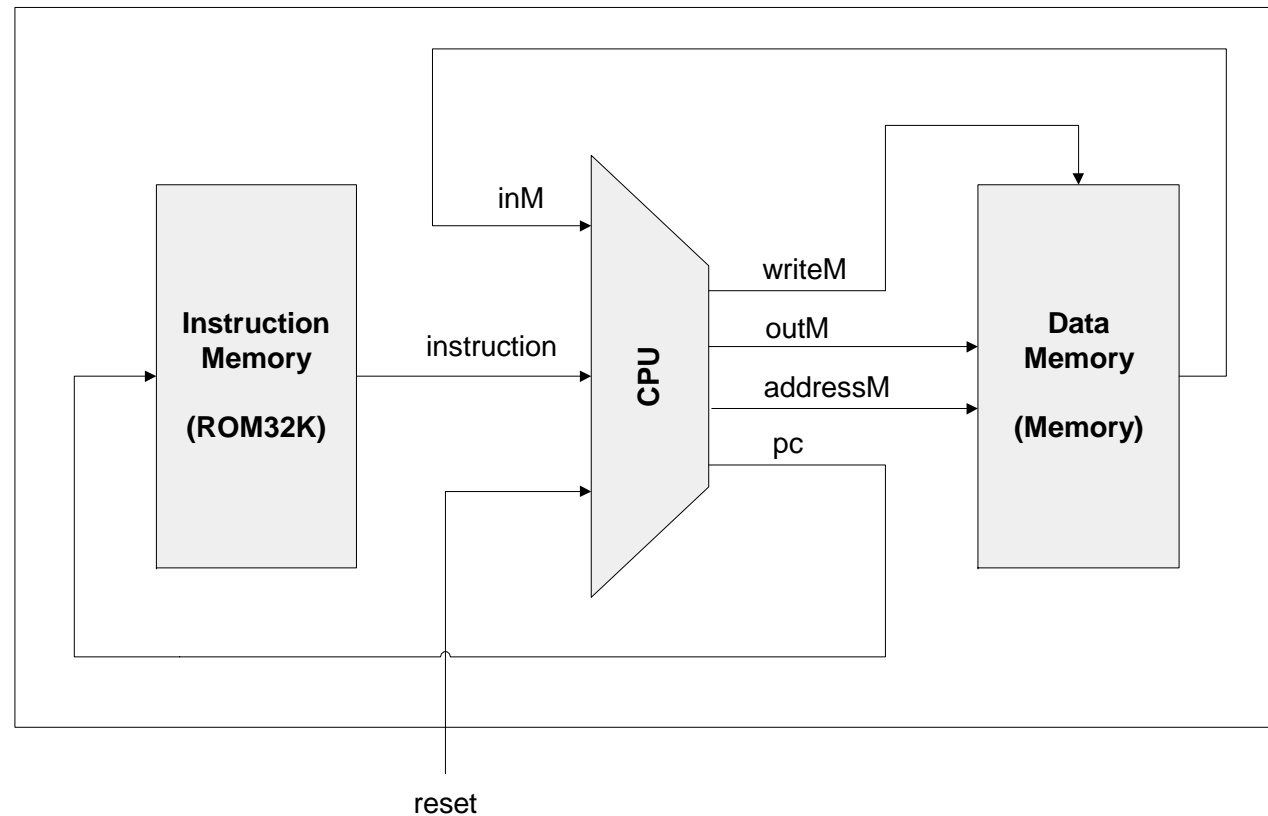 inM
writeM
Instruction
Memory
(ROM32K)
instruction
CPU
outM
addressM
pc
Data
Memory
(Memory)
reset